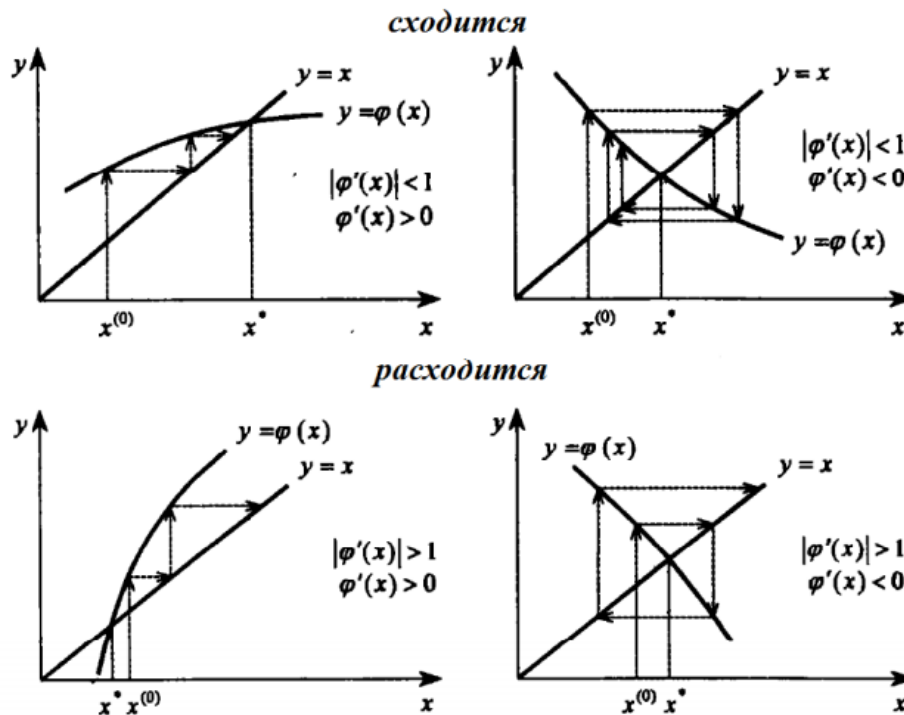 сходится
y
y = x
y = φ (x)
|φ′(x)| < 1
φ′(x) > 0
x⁽⁰⁾
x*
x
y
y = x
|φ′(x)| < 1
φ′(x) < 0
y = φ (x)
x⁽⁰⁾
x*
x
расходится
y
y = φ (x)
y = x
|φ′(x)| > 1
φ′(x) > 0
x* x⁽⁰⁾
x
y
y = φ (x)
y = x
|φ′(x)| > 1
φ′(x) < 0
x⁽⁰⁾ x*
x